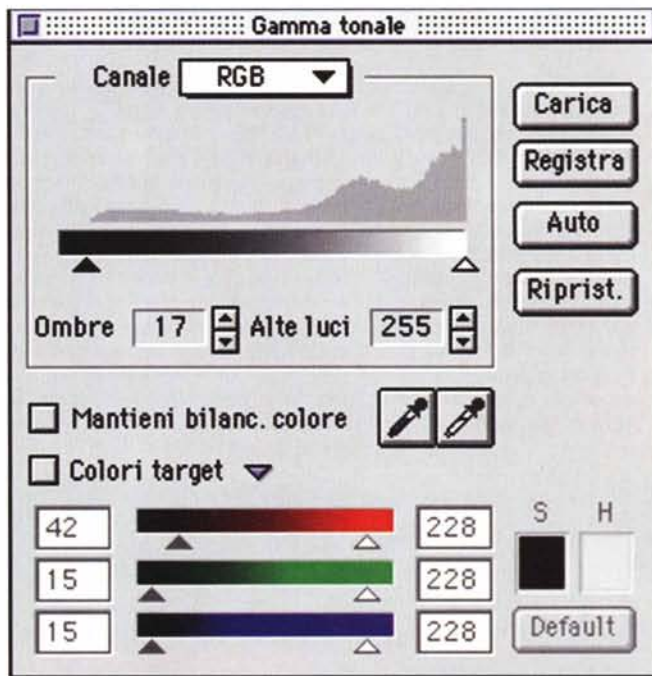 Gamma tonale
Canale RGB
Carica
Registra
Auto
Riprist.
Ombre 17 Alte luci 255
Mantieni bilanc. colore
Colori target
42 228
15 228
15 228
S H
Default